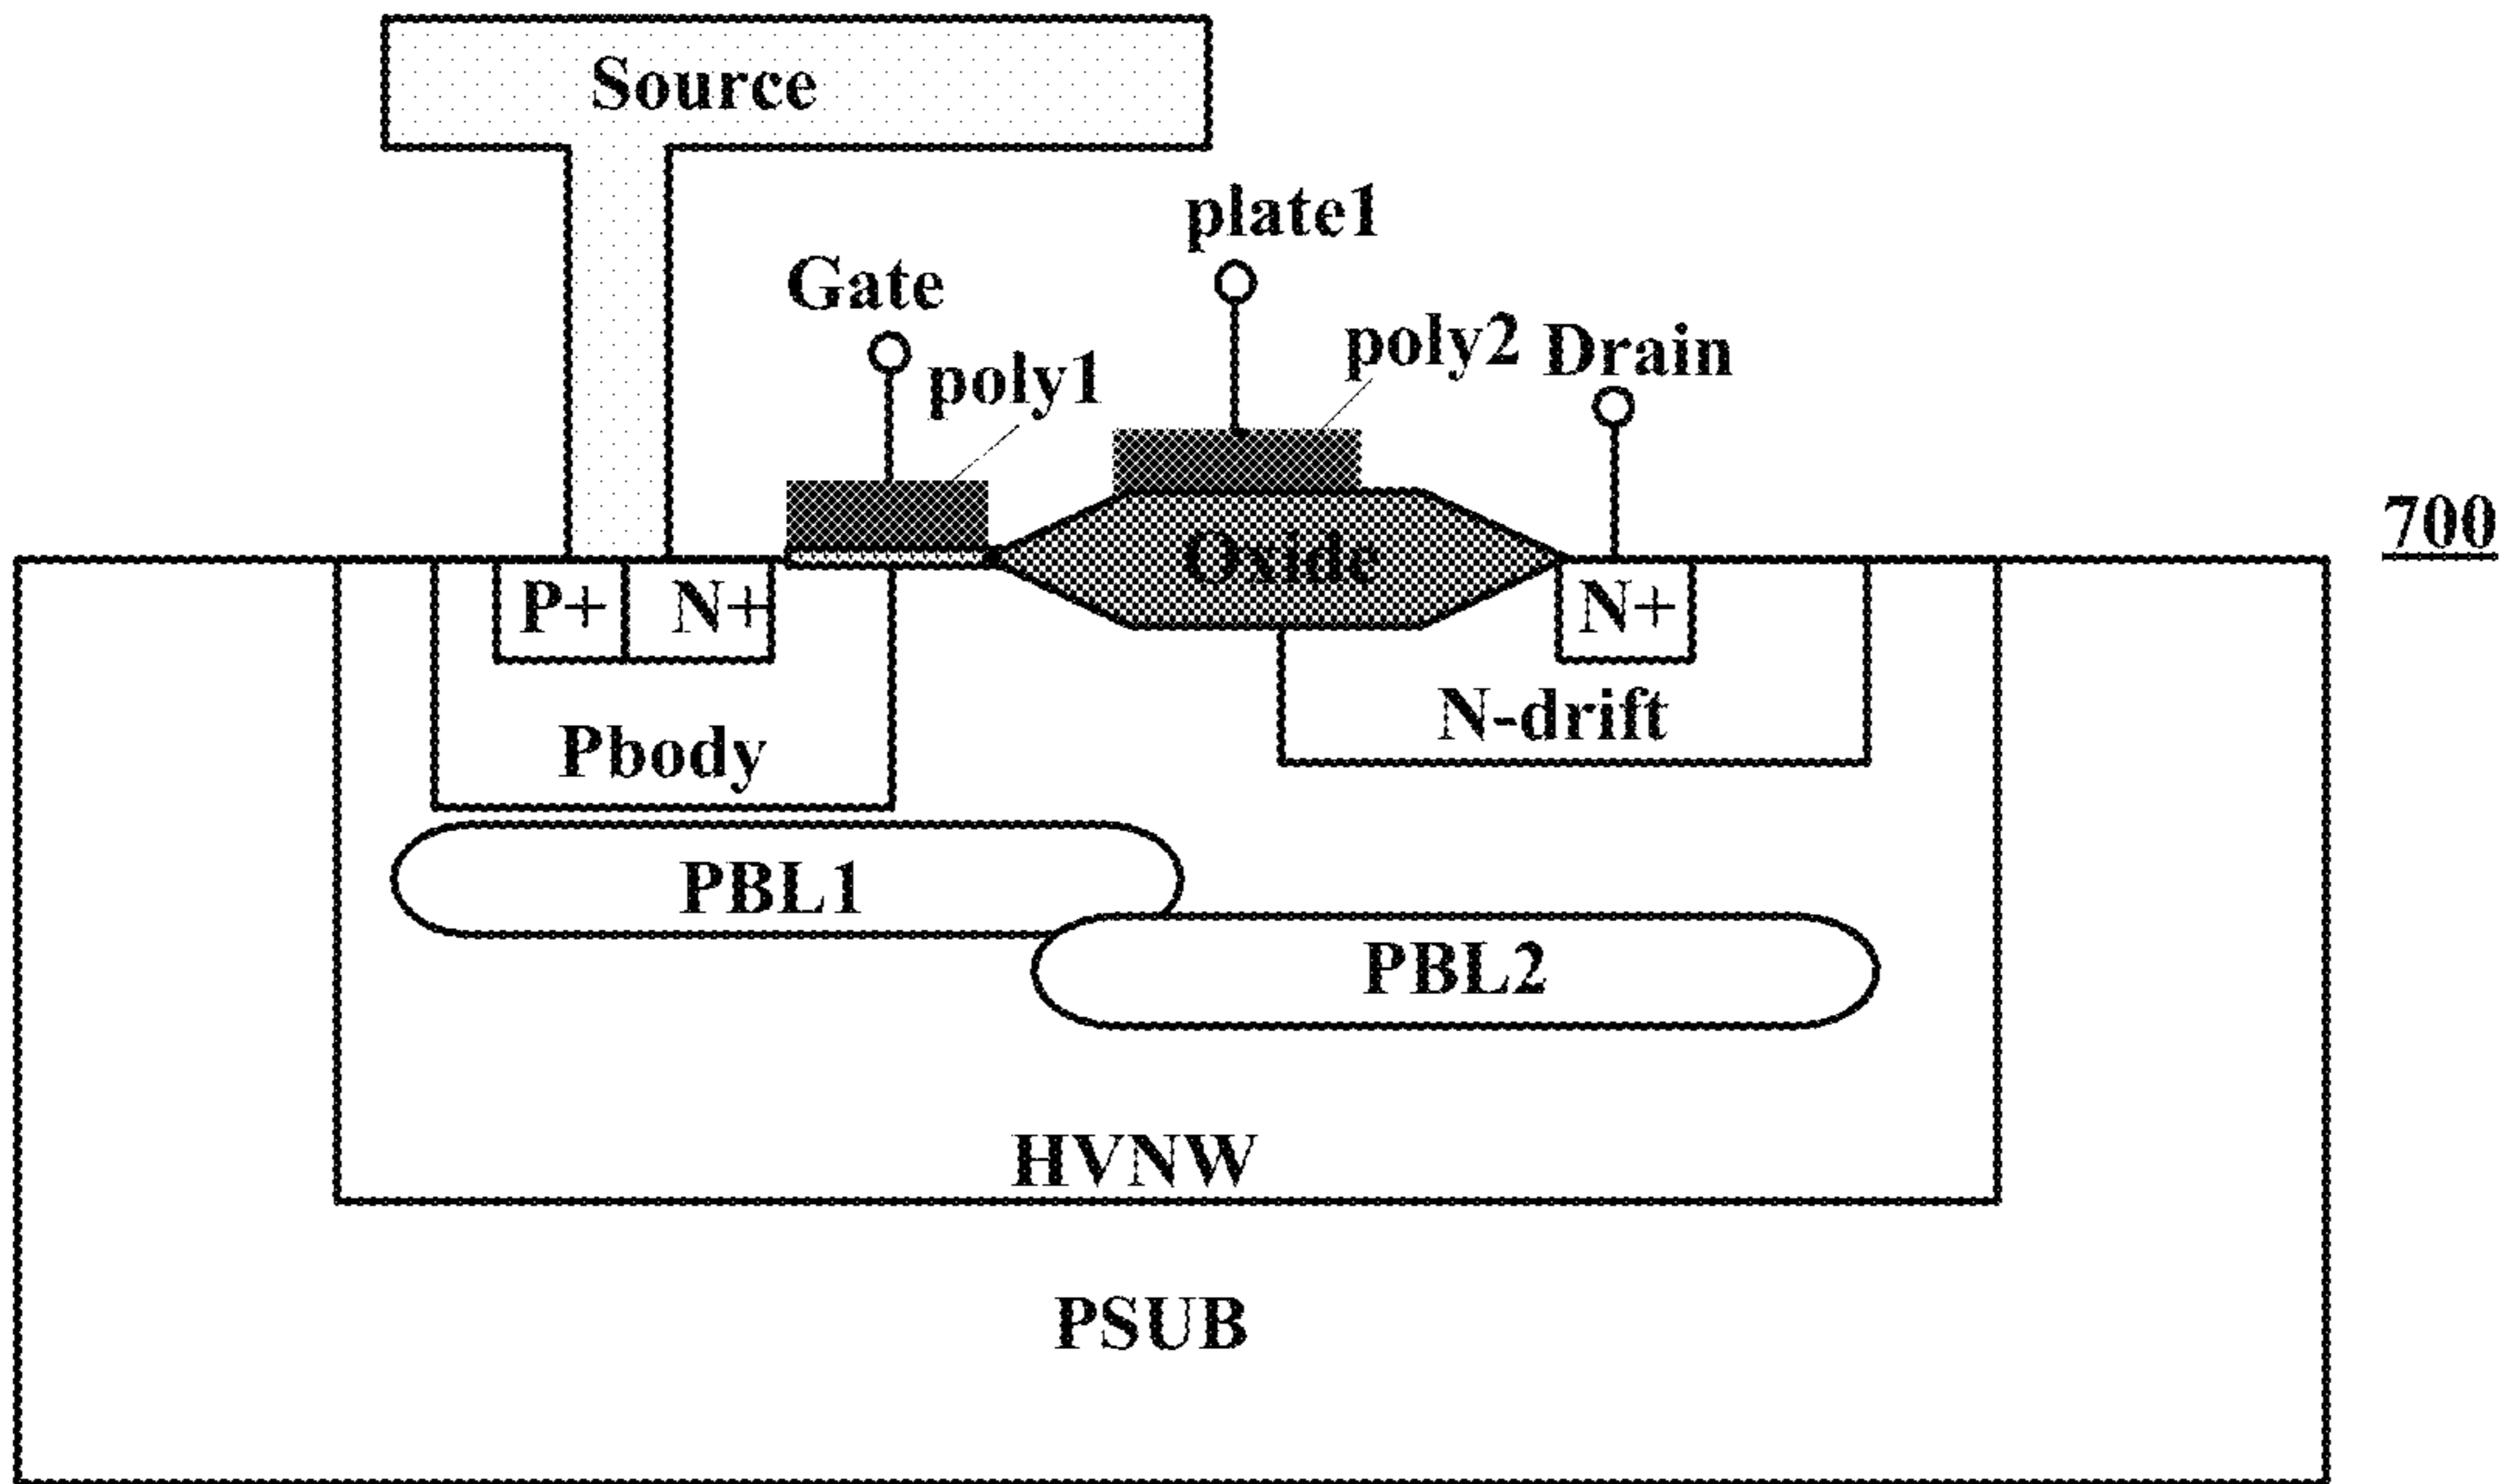 Source
plate1
Gate
poly2 Drain
poly1
700
Oxide
P+ N+ N+
N-drift
Pbody
PBL1
PBL2
HVNW
PSUB